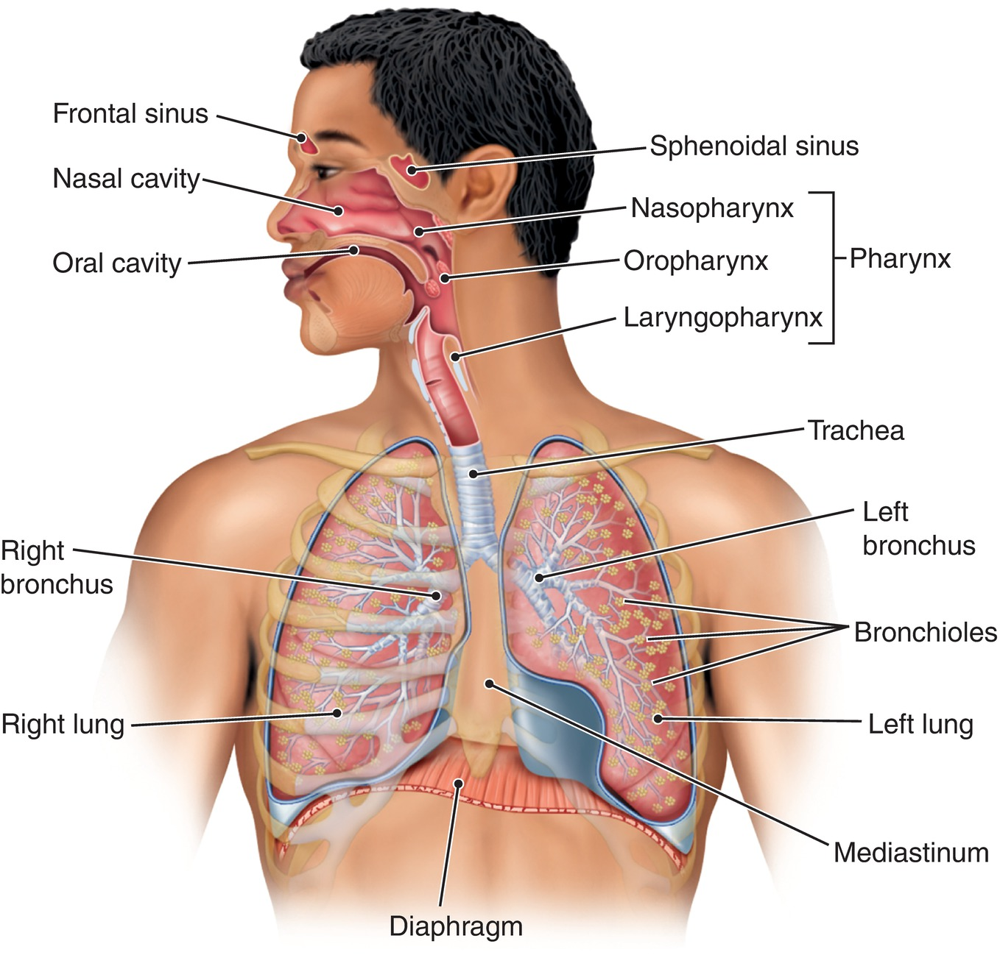 Frontal sinus
Nasal cavity
Oral cavity
Sphenoidal sinus
Nasopharynx
Oropharynx
Laryngopharynx
Pharynx
Trachea
Left
bronchus
Right
bronchus
Bronchioles
Right lung
Left lung
Mediastinum
Diaphragm